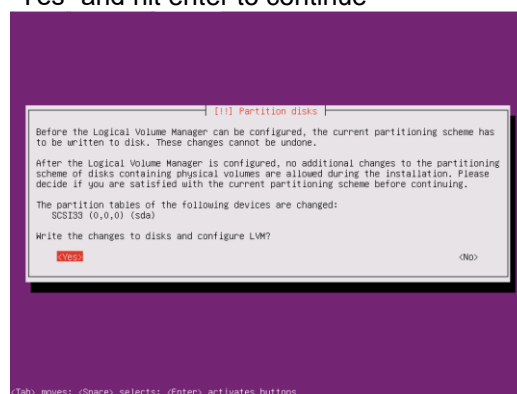 "Yes" and hit enter to continue
[!!] Partition disks
Before the Logical Volume Manager can be configured, the current partitioning scheme has
to be written to disk. These changes cannot be undone.
After the Logical Volume Manager is configured, no additional changes to the partitioning
scheme of disks containing physical volumes are allowed during the installation. Please
decide if you are satisfied with the current partitioning scheme before continuing.
The partition tables of the following devices are changed:
SCSI33 (0,0,0) (sda)
Write the changes to disks and configure LVM?
<Yes> <No>
<Tab> moves; <Space> selects; <Enter> activates buttons